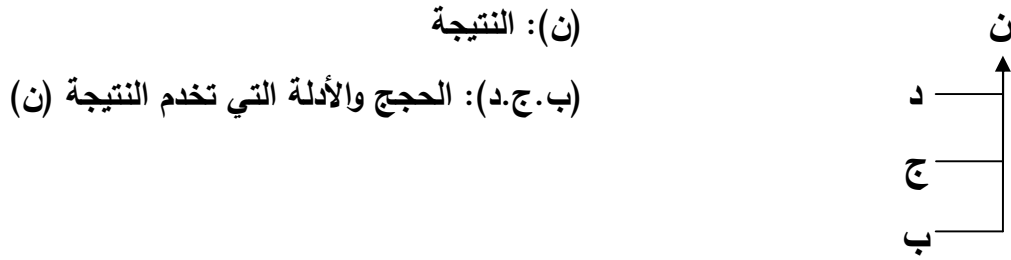 ن
(ن): النتيجة
د
(ب.ج.د): الحجج والأدلة التي تخدم النتيجة (ن)
ج
ب